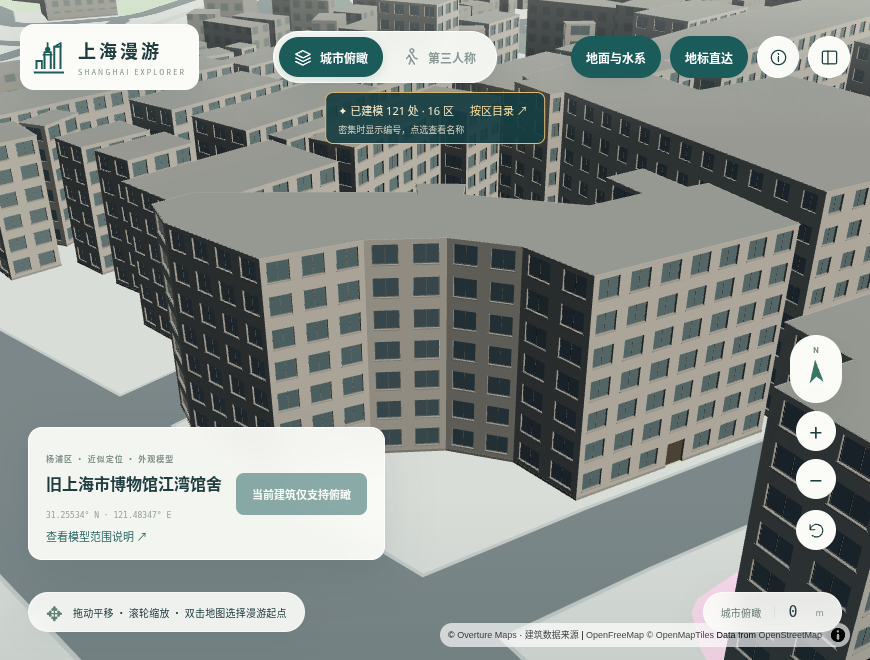 上海漫游
SHANGHAI EXPLORER
城市俯瞰
第三人称
地面与水系
地标直达
✦ 已建模 121 处 · 16 区 按区目录 ↗
密集时显示编号，点选查看名称
N
杨浦区 · 近似定位 · 外观模型
旧上海市博物馆江湾馆舍
当前建筑仅支持俯瞰
31.25534° N · 121.48347° E
查看模型范围说明 ↗
拖动平移 · 滚轮缩放 · 双击地图选择漫游起点
城市俯瞰 0 m
© Overture Maps · 建筑数据来源 | OpenFreeMap © OpenMapTiles Data from OpenStreetMap